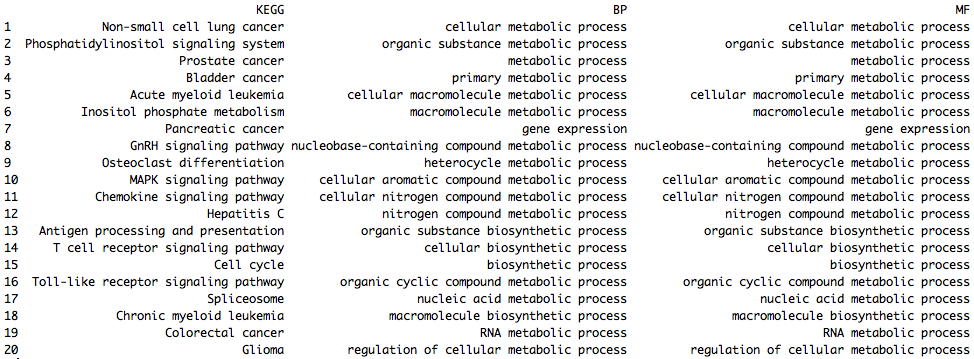 KEGG BP MF
1 Non-small cell lung cancer cellular metabolic process cellular metabolic process
2 Phosphatidylinositol signaling system organic substance metabolic process organic substance metabolic process
3 Prostate cancer metabolic process metabolic process
4 Bladder cancer primary metabolic process primary metabolic process
5 Acute myeloid leukemia cellular macromolecule metabolic process cellular macromolecule metabolic process
6 Inositol phosphate metabolism macromolecule metabolic process macromolecule metabolic process
7 Pancreatic cancer gene expression gene expression
8 GnRH signaling pathway nucleobase-containing compound metabolic process nucleobase-containing compound metabolic process
9 Osteoclast differentiation heterocycle metabolic process heterocycle metabolic process
10 MAPK signaling pathway cellular aromatic compound metabolic process cellular aromatic compound metabolic process
11 Chemokine signaling pathway cellular nitrogen compound metabolic process cellular nitrogen compound metabolic process
12 Hepatitis C nitrogen compound metabolic process nitrogen compound metabolic process
13 Antigen processing and presentation organic substance biosynthetic process organic substance biosynthetic process
14 T cell receptor signaling pathway cellular biosynthetic process cellular biosynthetic process
15 Cell cycle biosynthetic process biosynthetic process
16 Toll-like receptor signaling pathway organic cyclic compound metabolic process organic cyclic compound metabolic process
17 Spliceosome nucleic acid metabolic process nucleic acid metabolic process
18 Chronic myeloid leukemia macromolecule biosynthetic process macromolecule biosynthetic process
19 Colorectal cancer RNA metabolic process RNA metabolic process
20 Glioma regulation of cellular metabolic process regulation of cellular metabolic process